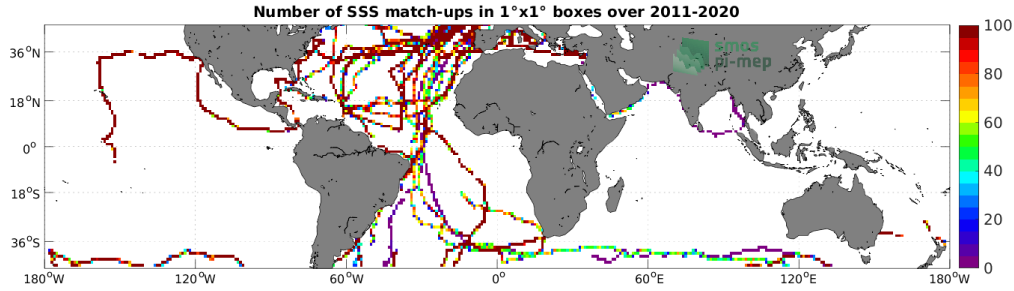 Number of SSS match-ups in 1°x1° boxes over 2011-2020
smos
pi-mep
36°N
18°N
0°
18°S
36°S
180°W
120°W
60°W
0°
60°E
120°E
180°W
100
80
60
40
20
0